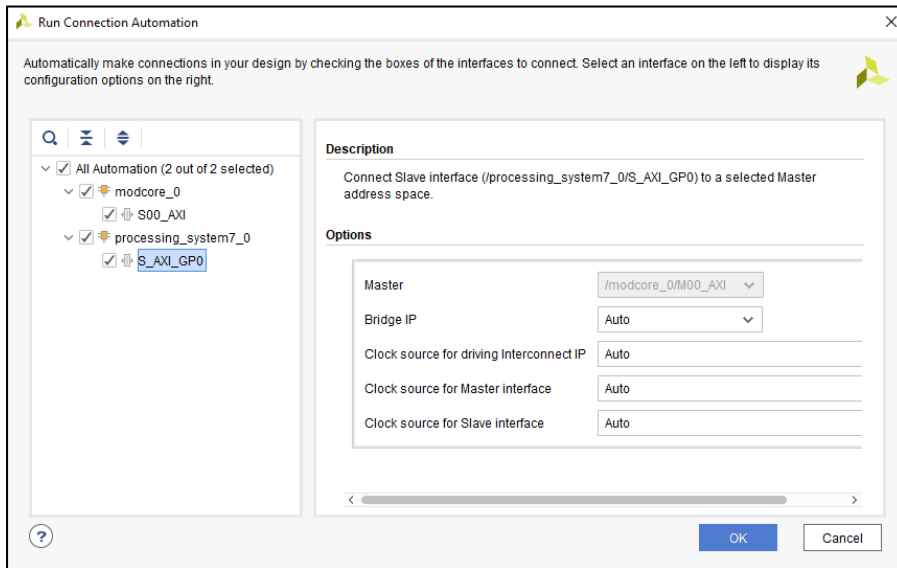 Run Connection Automation
Automatically make connections in your design by checking the boxes of the interfaces to connect. Select an interface on the left to display its
configuration options on the right.
All Automation (2 out of 2 selected)
modcore_0
S00_AXI
processing_system7_0
S_AXI_GP0
Description
Connect Slave interface (/processing_system7_0/S_AXI_GP0) to a selected Master
address space.
Options
Master /modcore_0/M00_AXI
Bridge IP Auto
Clock source for driving Interconnect IP Auto
Clock source for Master interface Auto
Clock source for Slave interface Auto
?
OK Cancel